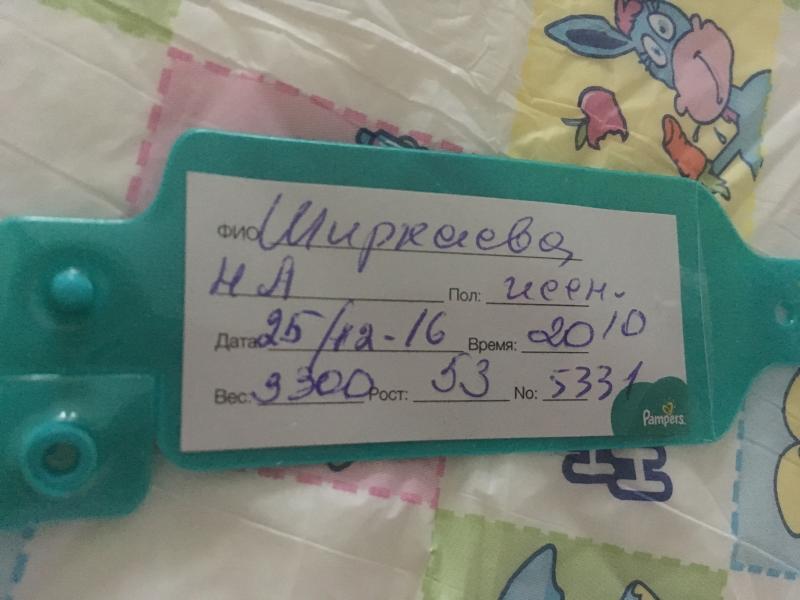 ФИО Ширкаева
Н А Пол: жен.
Дата 25/12-16 Время: 20 10
Вес: 3300 Рост: 53 No: 5331
Pampers